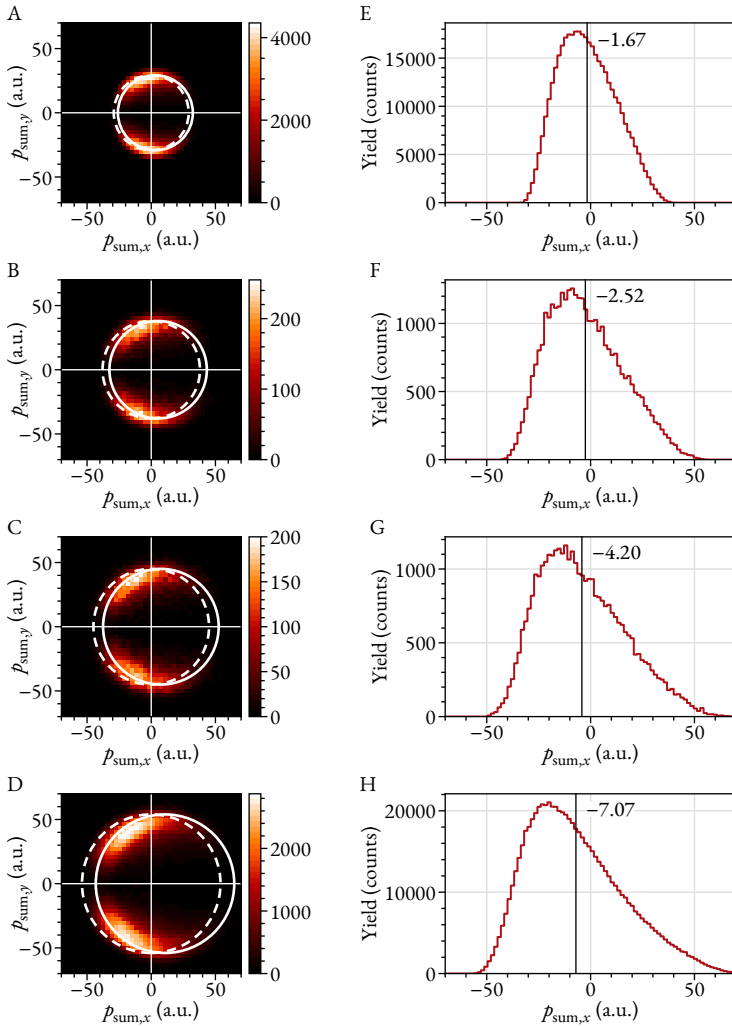 A
50
0
−50
−50
0
50
p_sum,y (a.u.)
p_sum,x (a.u.)
4000
2000
0
E
15000
10000
5000
0
−50
0
50
Yield (counts)
p_sum,x (a.u.)
−1.67
B
50
0
−50
−50
0
50
p_sum,y (a.u.)
p_sum,x (a.u.)
200
100
0
F
1000
500
0
−50
0
50
Yield (counts)
p_sum,x (a.u.)
−2.52
C
50
0
−50
−50
0
50
p_sum,y (a.u.)
p_sum,x (a.u.)
200
150
100
50
0
G
1000
500
0
−50
0
50
Yield (counts)
p_sum,x (a.u.)
−4.20
D
50
0
−50
−50
0
50
p_sum,y (a.u.)
p_sum,x (a.u.)
2000
1000
0
H
20000
10000
0
−50
0
50
Yield (counts)
p_sum,x (a.u.)
−7.07